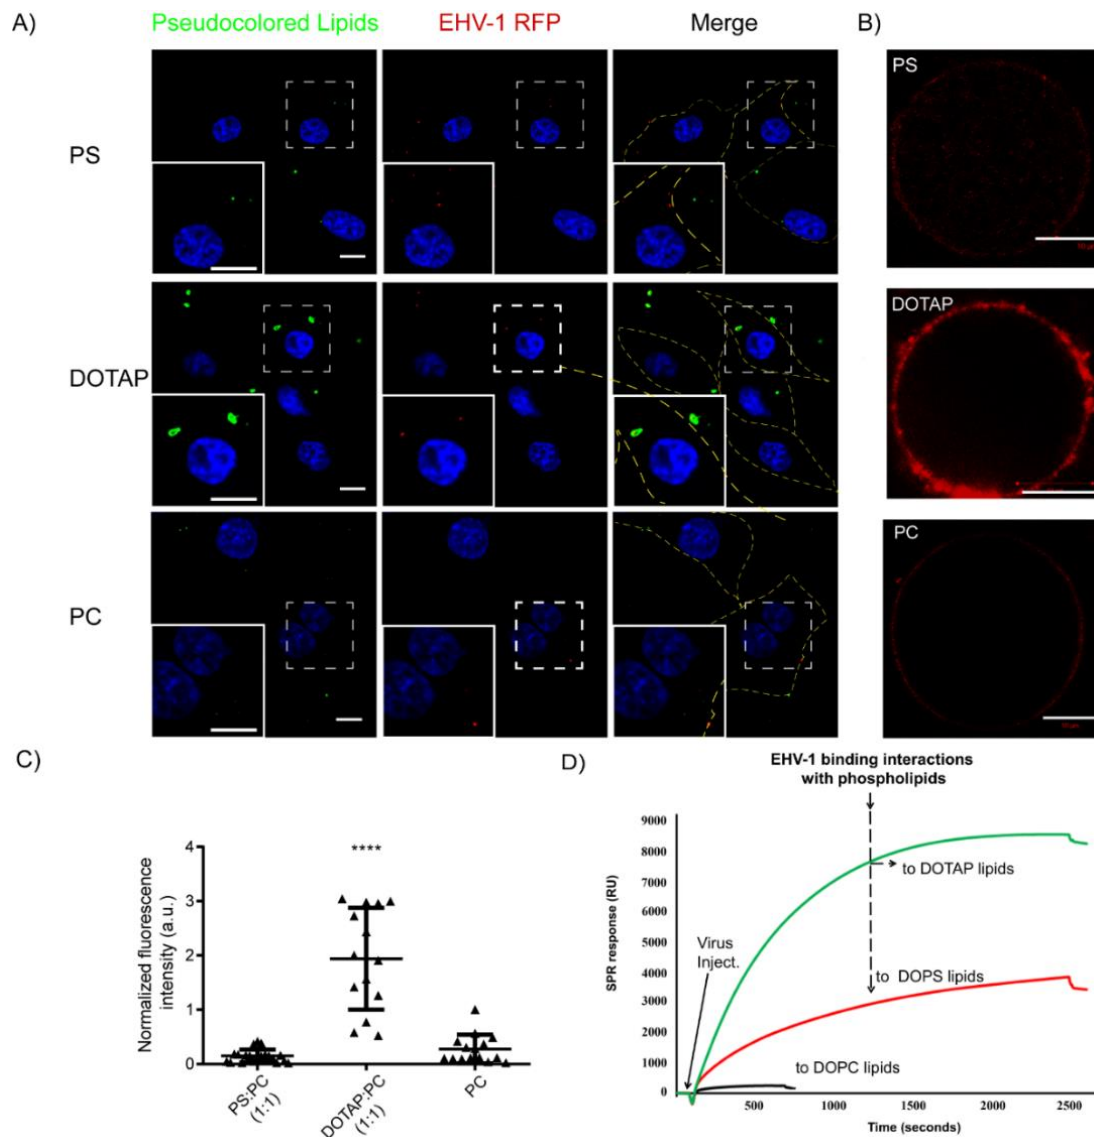 A)
Pseudocolored Lipids
EHV-1 RFP
Merge
B)
PS
DOTAP
PC
PS
DOTAP
PC
C)
Normalized fluorescence
intensity (a.u.)
4
3
2
1
0
****
PS:PC
(1:1)
DOTAP:PC
(1:1)
PC
D)
EHV-1 binding interactions
with phospholipids
SPR response (RU)
9000
8000
7000
6000
5000
4000
3000
2000
1000
0
Virus
Inject.
to DOTAP lipids
to DOPS lipids
to DOPC lipids
500
1000
1500
2000
2500
Time (seconds)